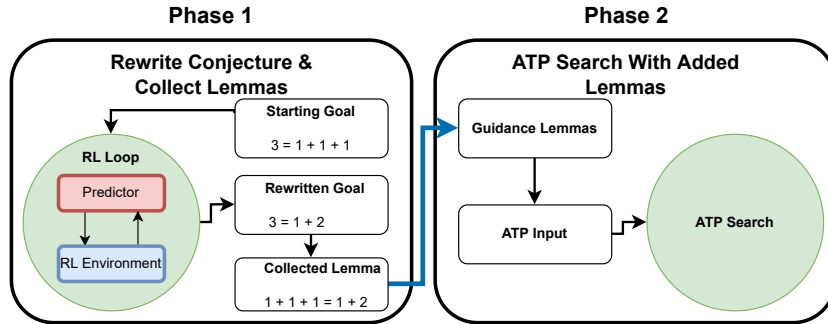 Phase 1
Rewrite Conjecture &
Collect Lemmas
Starting Goal
3 = 1 + 1 + 1
RL Loop
Predictor
RL Environment
Rewritten Goal
3 = 1 + 2
Collected Lemma
1 + 1 + 1 = 1 + 2
Phase 2
ATP Search With Added
Lemmas
Guidance Lemmas
ATP Input
ATP Search